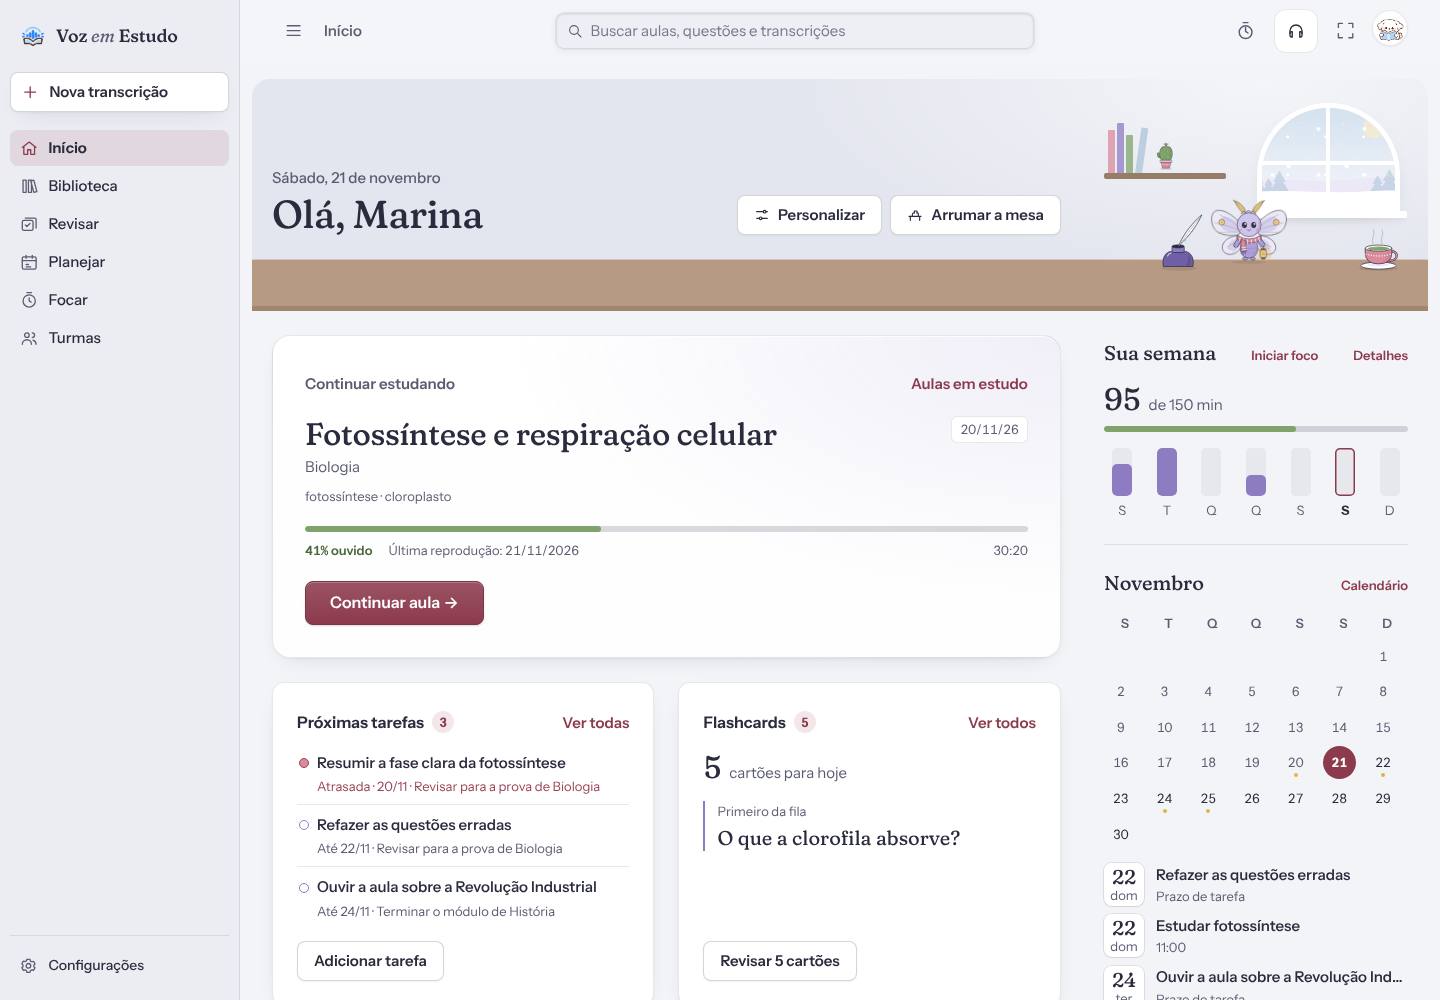 Voz em Estudo
Nova transcrição
Início
Biblioteca
Revisar
Planejar
Focar
Turmas
Configurações
Início
Buscar aulas, questões e transcrições
Sábado, 21 de novembro
Olá, Marina
Personalizar
Arrumar a mesa
Continuar estudando
Aulas em estudo
Fotossíntese e respiração celular
20/11/26
Biologia
fotossíntese · cloroplasto
41% ouvido Última reprodução: 21/11/2026 30:20
Continuar aula →
Próximas tarefas 3 Ver todas
Resumir a fase clara da fotossíntese
Atrasada · 20/11 · Revisar para a prova de Biologia
Refazer as questões erradas
Até 22/11 · Revisar para a prova de Biologia
Ouvir a aula sobre a Revolução Industrial
Até 24/11 · Terminar o módulo de História
Adicionar tarefa
Flashcards 5 Ver todos
5 cartões para hoje
Primeiro da fila
O que a clorofila absorve?
Revisar 5 cartões
Sua semana Iniciar foco Detalhes
95 de 150 min
S T Q Q S S D
Novembro Calendário
S T Q Q S S D
1
2 3 4 5 6 7 8
9 10 11 12 13 14 15
16 17 18 19 20 21 22
23 24 25 26 27 28 29
30
22 dom
Refazer as questões erradas
Prazo de tarefa
22 dom
Estudar fotossíntese
11:00
24 ter
Ouvir a aula sobre a Revolução Ind...
Prazo de tarefa